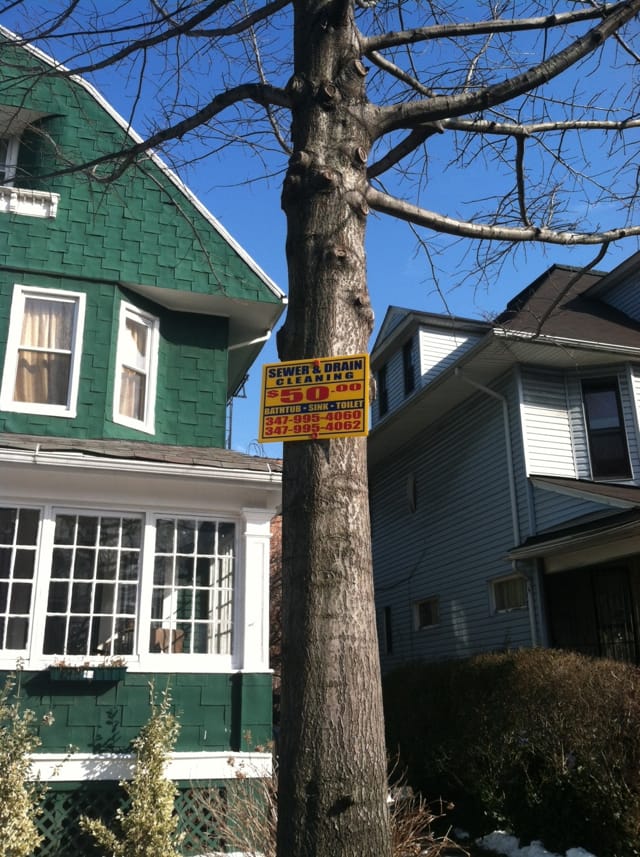 SEWER & DRAIN
CLEANING
$50.00
BATHTUB - SINK - TOILET
347-995-4060
347-995-4062